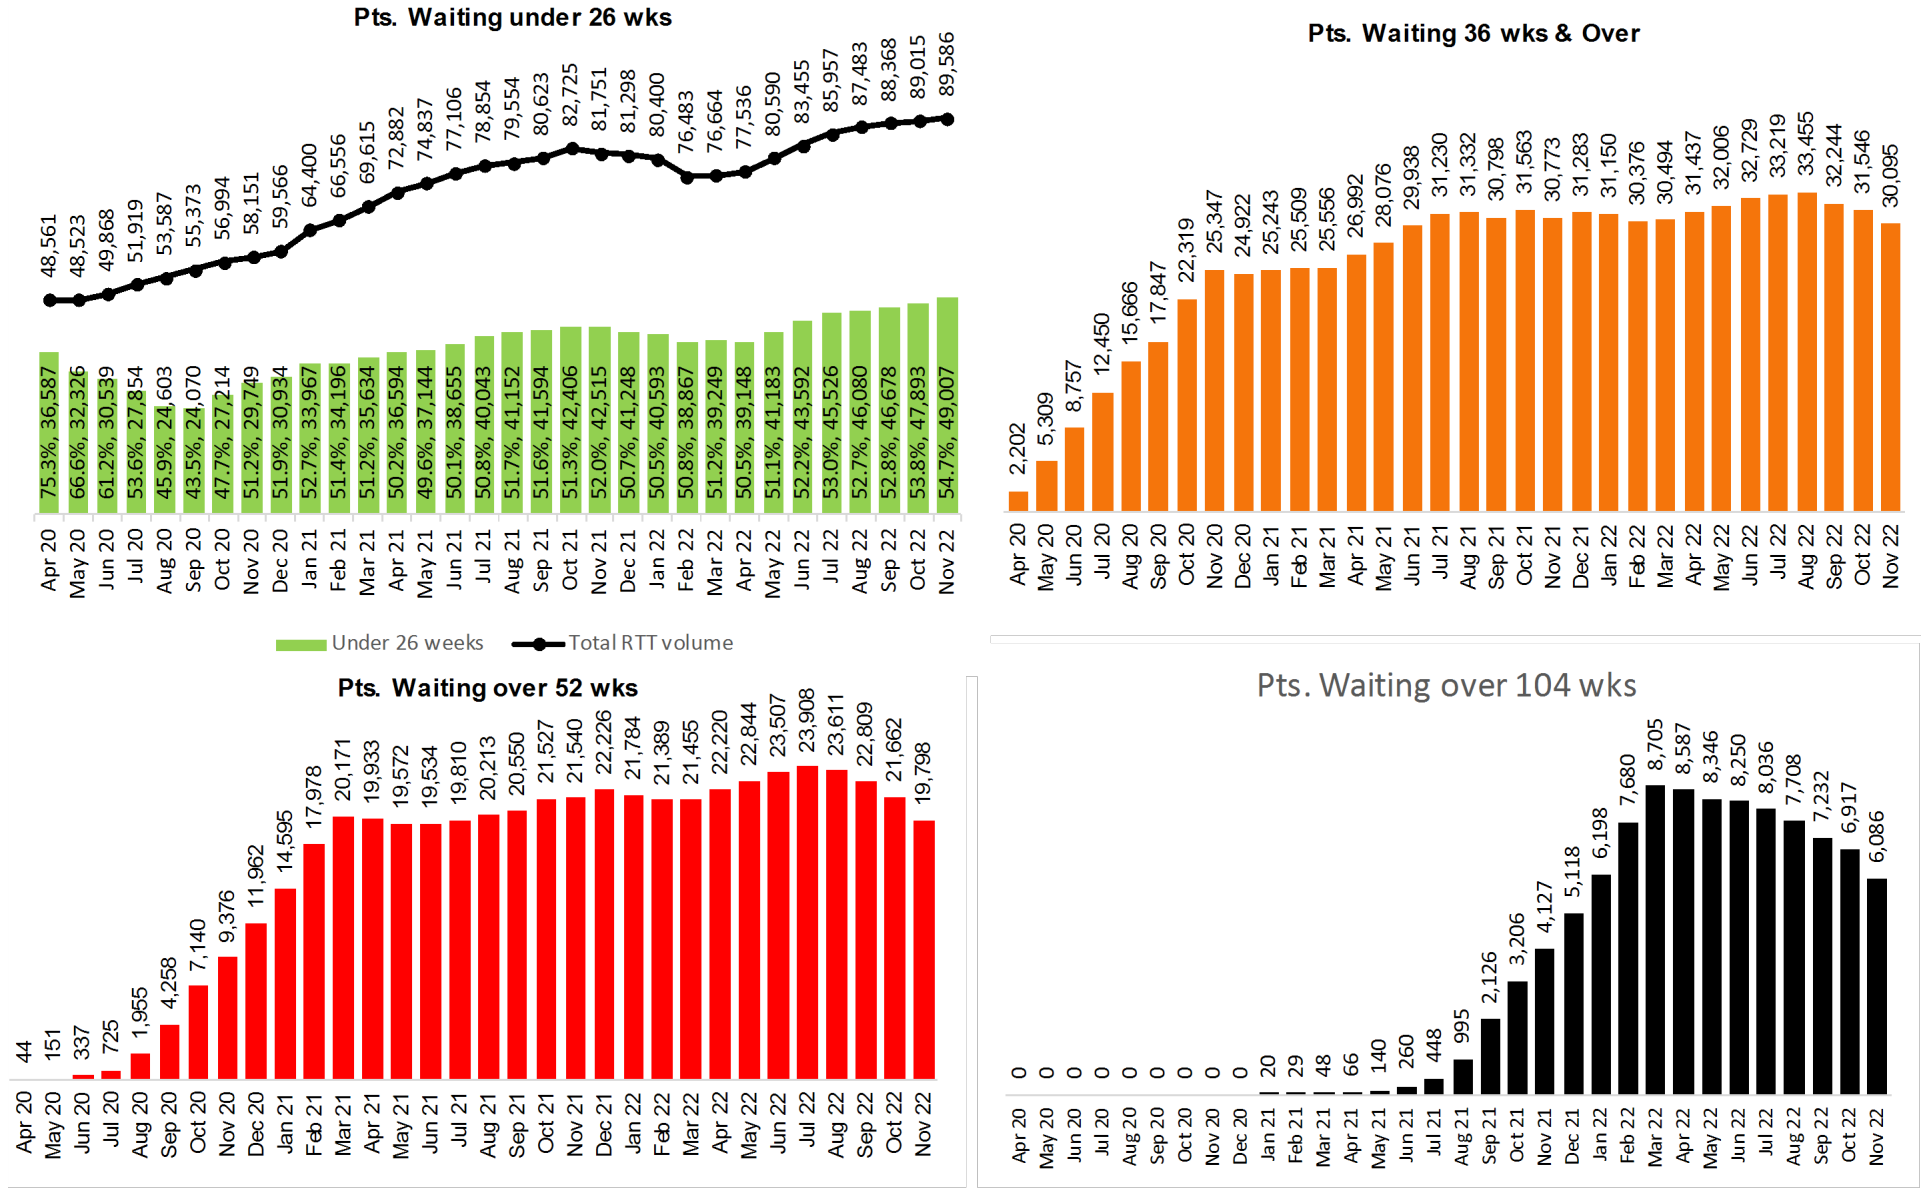 Pts. Waiting under 26 wks
48,561 48,523 49,868 51,919 53,587 55,373 56,994 58,151 59,566 64,400 66,556 69,615 72,882 74,837 77,106 78,854 79,554 80,623 82,725 81,751 81,298 80,400 76,483 76,664 77,536 80,590 83,455 85,957 87,483 88,368 89,015 89,586
75.3%, 36,587
66.6%, 32,326
61.2%, 30,539
53.6%, 27,854
45.9%, 24,603
43.5%, 24,070
47.7%, 27,214
51.2%, 29,749
51.9%, 30,934
52.7%, 33,967
51.4%, 34,196
51.2%, 35,634
50.2%, 36,594
49.6%, 37,144
50.1%, 38,655
50.8%, 40,043
51.7%, 41,152
51.6%, 41,594
51.3%, 42,406
52.0%, 42,515
50.7%, 41,248
50.5%, 40,593
50.8%, 38,867
51.2%, 39,249
50.5%, 39,148
51.1%, 41,183
52.2%, 43,592
53.0%, 45,526
52.7%, 46,080
52.8%, 46,678
53.8%, 47,893
54.7%, 49,007
Apr 20 May 20 Jun 20 Jul 20 Aug 20 Sep 20 Oct 20 Nov 20 Dec 20 Jan 21 Feb 21 Mar 21 Apr 21 May 21 Jun 21 Jul 21 Aug 21 Sep 21 Oct 21 Nov 21 Dec 21 Jan 22 Feb 22 Mar 22 Apr 22 May 22 Jun 22 Jul 22 Aug 22 Sep 22 Oct 22 Nov 22
Under 26 weeks Total RTT volume
Pts. Waiting 36 wks & Over
2,202 5,309 8,757 12,450 15,666 17,847 22,319 25,347 24,922 25,243 25,509 25,556 26,992 28,076 29,938 31,230 31,332 30,798 31,563 30,773 31,283 31,150 30,376 30,494 31,437 32,006 32,729 33,219 33,455 32,244 31,546 30,095
Apr 20 May 20 Jun 20 Jul 20 Aug 20 Sep 20 Oct 20 Nov 20 Dec 20 Jan 21 Feb 21 Mar 21 Apr 21 May 21 Jun 21 Jul 21 Aug 21 Sep 21 Oct 21 Nov 21 Dec 21 Jan 22 Feb 22 Mar 22 Apr 22 May 22 Jun 22 Jul 22 Aug 22 Sep 22 Oct 22 Nov 22
Pts. Waiting over 52 wks
44 151 337 725 1,955 4,258 7,140 9,376 11,962 14,595 17,978 20,171 19,933 19,572 19,534 19,810 20,213 20,550 21,527 21,540 22,226 21,784 21,389 21,455 22,220 22,844 23,507 23,908 23,611 22,809 21,662 19,798
Apr 20 May 20 Jun 20 Jul 20 Aug 20 Sep 20 Oct 20 Nov 20 Dec 20 Jan 21 Feb 21 Mar 21 Apr 21 May 21 Jun 21 Jul 21 Aug 21 Sep 21 Oct 21 Nov 21 Dec 21 Jan 22 Feb 22 Mar 22 Apr 22 May 22 Jun 22 Jul 22 Aug 22 Sep 22 Oct 22 Nov 22
Pts. Waiting over 104 wks
0 0 0 0 0 0 0 0 0 20 29 48 66 140 260 448 995 2,126 3,206 4,127 5,118 6,198 7,680 8,705 8,587 8,346 8,250 8,036 7,708 7,232 6,917 6,086
Apr 20 May 20 Jun 20 Jul 20 Aug 20 Sep 20 Oct 20 Nov 20 Dec 20 Jan 21 Feb 21 Mar 21 Apr 21 May 21 Jun 21 Jul 21 Aug 21 Sep 21 Oct 21 Nov 21 Dec 21 Jan 22 Feb 22 Mar 22 Apr 22 May 22 Jun 22 Jul 22 Aug 22 Sep 22 Oct 22 Nov 22